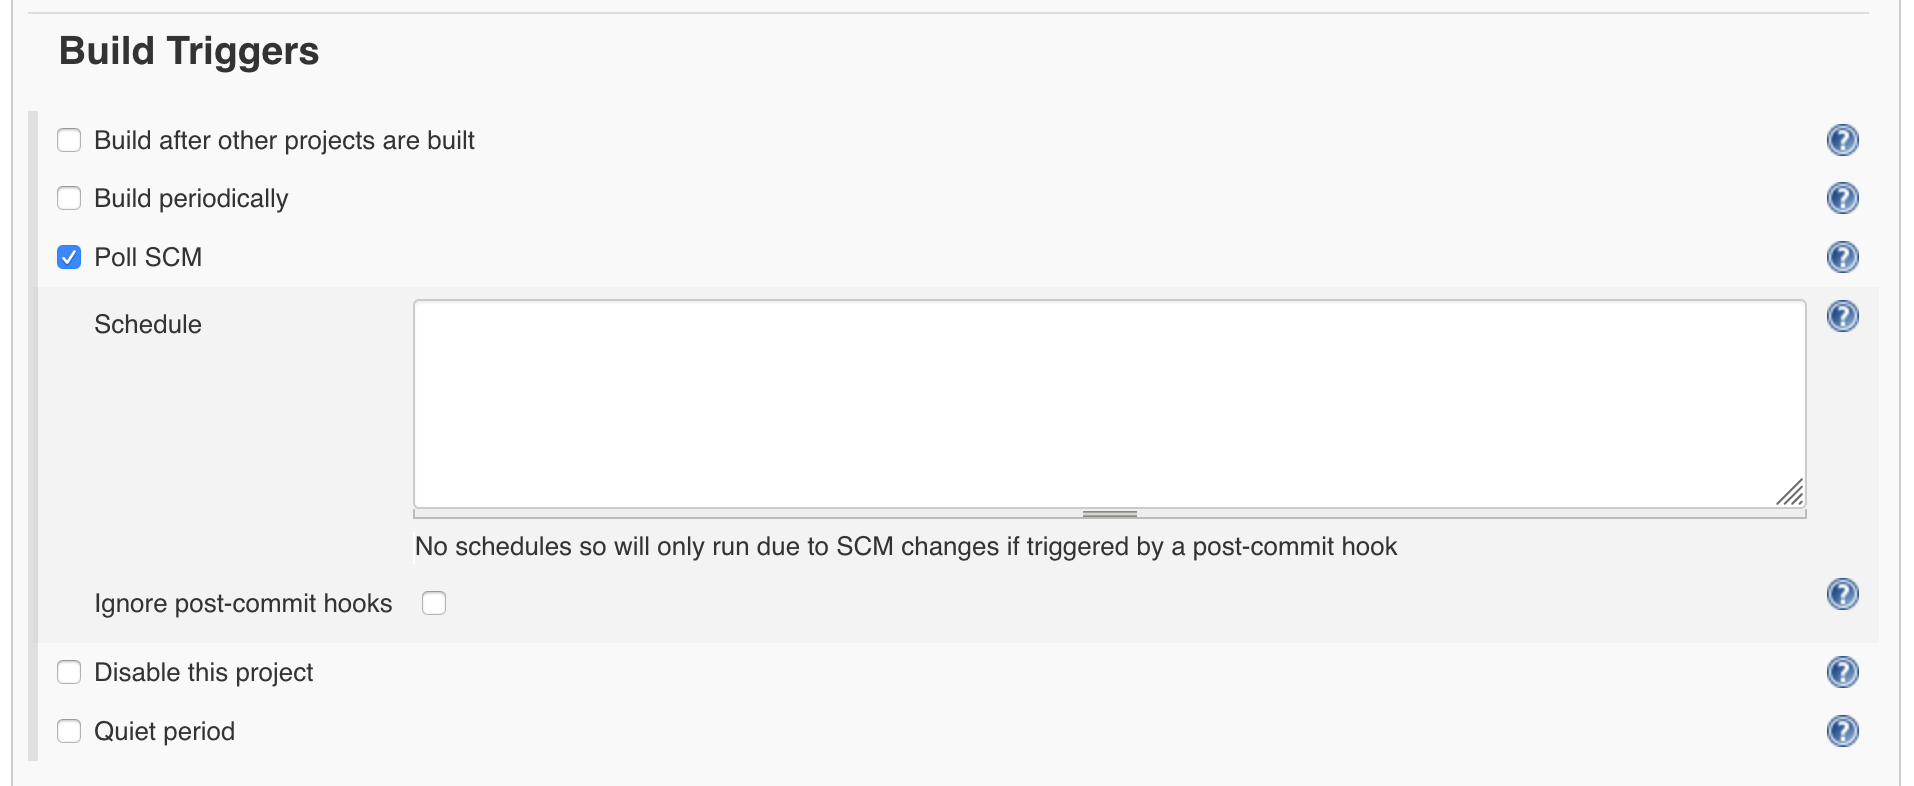 Build Triggers
Build after other projects are built
Build periodically
Poll SCM
Schedule
No schedules so will only run due to SCM changes if triggered by a post-commit hook
Ignore post-commit hooks
Disable this project
Quiet period